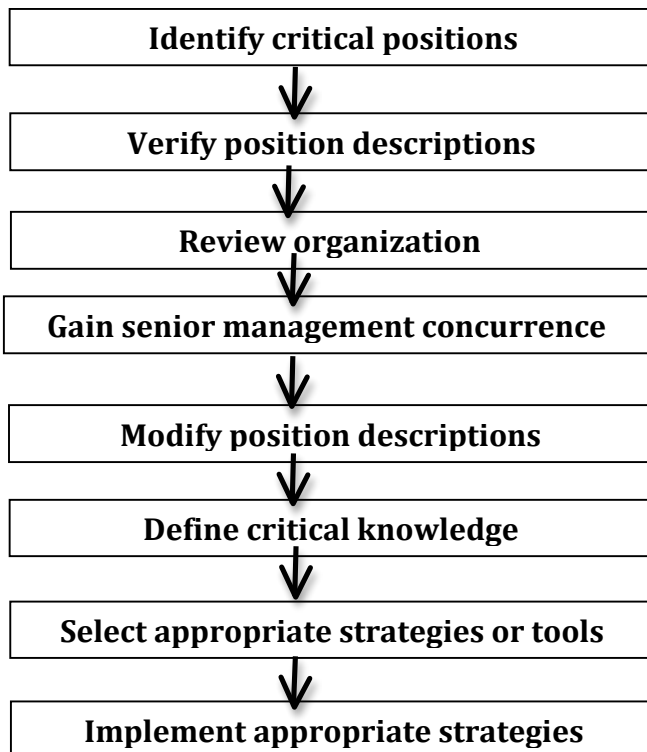 Identify critical positions
Verify position descriptions
Review organization
Gain senior management concurrence
Modify position descriptions
Define critical knowledge
Select appropriate strategies or tools
Implement appropriate strategies